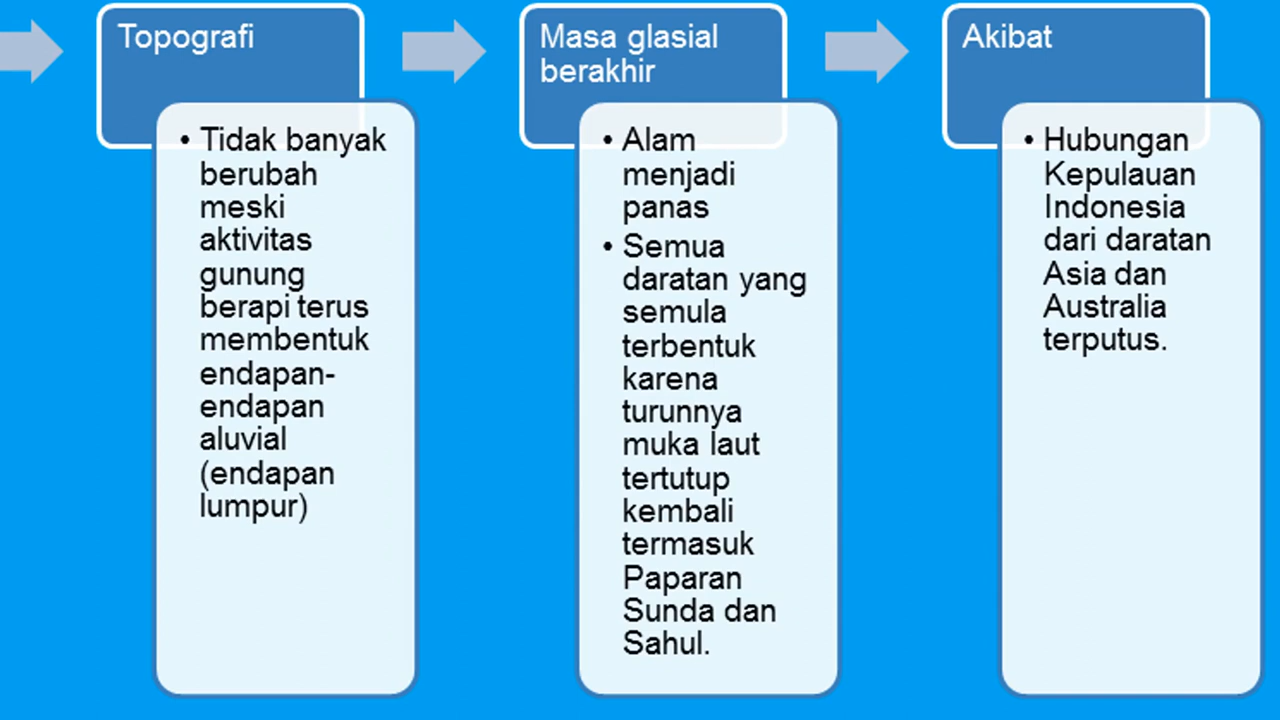 Topografi
• Tidak banyak
berubah
meski
aktivitas
gunung
berapi terus
membentuk
endapan-
endapan
aluvial
(endapan
lumpur)
Masa glasial
berakhir
• Alam
menjadi
panas
• Semua
daratan yang
semula
terbentuk
karena
turunnya
muka laut
tertutup
kembali
termasuk
Paparan
Sunda dan
Sahul.
Akibat
• Hubungan
Kepulauan
Indonesia
dari daratan
Asia dan
Australia
terputus.